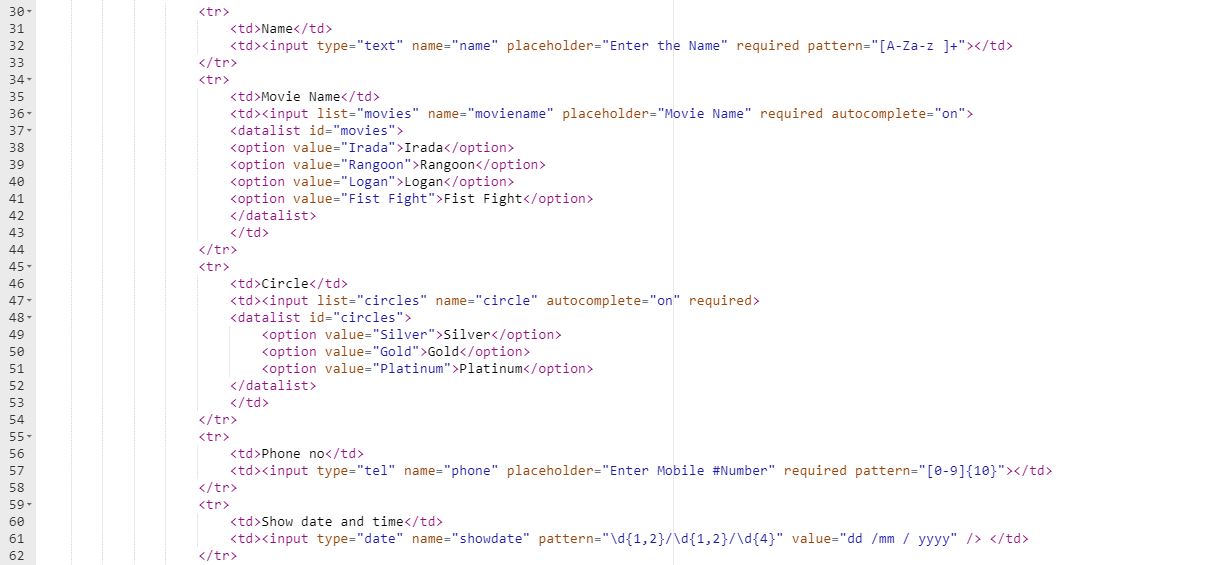 30 <tr>
31 <td>Name</td>
32 <td><input type="text" name="name" placeholder="Enter the Name" required pattern="[A-Za-z ]+"></td>
33 </tr>
34 <tr>
35 <td>Movie Name</td>
36 <td><input list="movies" name="moviename" placeholder="Movie Name" required autocomplete="on">
37 <datalist id="movies">
38 <option value="Irada">Irada</option>
39 <option value="Rangoon">Rangoon</option>
40 <option value="Logan">Logan</option>
41 <option value="Fist Fight">Fist Fight</option>
42 </datalist>
43 </td>
44 </tr>
45 <tr>
46 <td>Circle</td>
47 <td><input list="circles" name="circle" autocomplete="on" required>
48 <datalist id="circles">
49 <option value="Silver">Silver</option>
50 <option value="Gold">Gold</option>
51 <option value="Platinum">Platinum</option>
52 </datalist>
53 </td>
54 </tr>
55 <tr>
56 <td>Phone no</td>
57 <td><input type="tel" name="phone" placeholder="Enter Mobile #Number" required pattern="[0-9]{10}"></td>
58 </tr>
59 <tr>
60 <td>Show date and time</td>
61 <td><input type="date" name="showdate" pattern="\d{1,2}/\d{1,2}/\d{4}" value="dd /mm / yyyy" /> </td>
62 </tr>